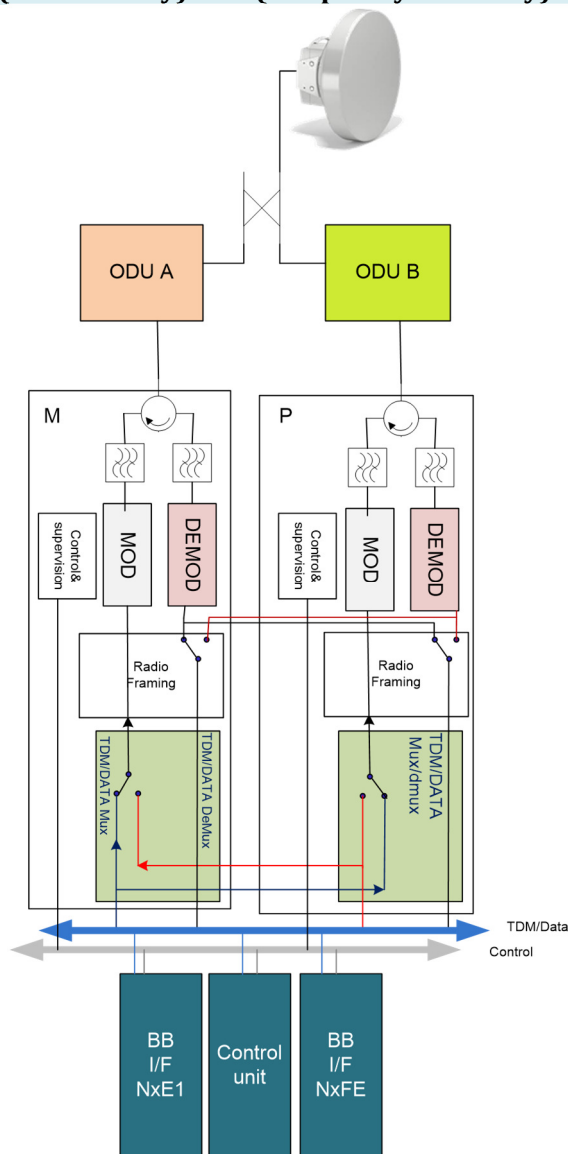 ODU A
ODU B
M
P
Control&
supervision
MOD
DEMOD
Control&
supervision
MOD
DEMOD
Radio
Framing
Radio
Framing
TDM/DATA Mux
TDM/DATA DeMux
TDM/DATA
Mux/dmux
TDM/Data
Control
BB
I/F
NxE1
Control
unit
BB
I/F
NxFE